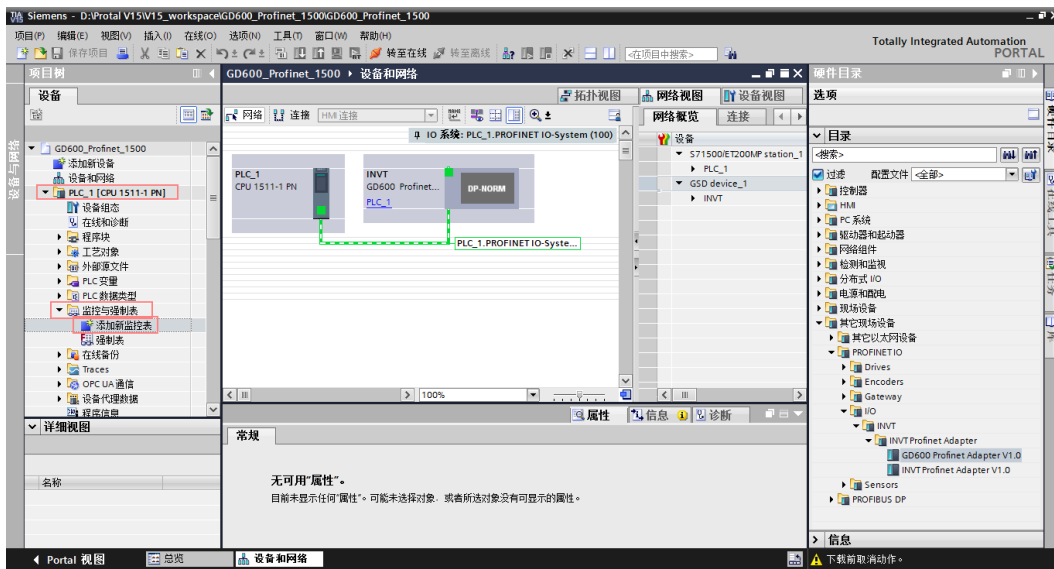 Siemens - D:\Protal V15\V15_workspace\GD600_Profinet_1500\GD600_Profinet_1500
项目(P) 编辑(E) 视图(V) 插入(I) 在线(O) 选项(N) 工具(T) 窗口(W) 帮助(H)
Totally Integrated Automation
PORTAL
保存项目 转至在线 转至离线 <在项目中搜索>
项目树
GD600_Profinet_1500 ▸ 设备和网络
硬件目录
设备
拓扑视图 网络视图 设备视图
选项
网络 连接 HMI 连接
网络概览 连接
IO 系统: PLC_1.PROFINET IO-System (100)
设备与网络
GD600_Profinet_1500
添加新设备
设备和网络
PLC_1 [CPU 1511-1 PN]
设备组态
在线和诊断
程序块
工艺对象
外部源文件
PLC 变量
PLC 数据类型
监控与强制表
添加新监控表
强制表
在线备份
Traces
OPC UA 通信
设备代理数据
程序信息
PLC_1
CPU 1511-1 PN
INVT
GD600 Profinet...
PLC_1
DP-NORM
PLC_1.PROFINET IO-Syste...
100%
设备
S71500/ET200MP station_1
PLC_1
GSD device_1
INVT
目录
<搜索>
过滤 配置文件 <全部>
控制器
HMI
PC 系统
驱动器和起动器
网络组件
检测和监视
分布式 I/O
电源和配电
现场设备
其它现场设备
其它以太网设备
PROFINET IO
Drives
Encoders
Gateway
I/O
INVT
INVT Profinet Adapter
GD600 Profinet Adapter V1.0
INVT Profinet Adapter V1.0
Sensors
PROFIBUS DP
信息
详细视图
名称
属性 信息 诊断
常规
无可用"属性"。
目前未显示任何"属性"。可能未选择对象，或者所选对象没有可显示的属性。
Portal 视图 总览 设备和网络
下载前取消动作。